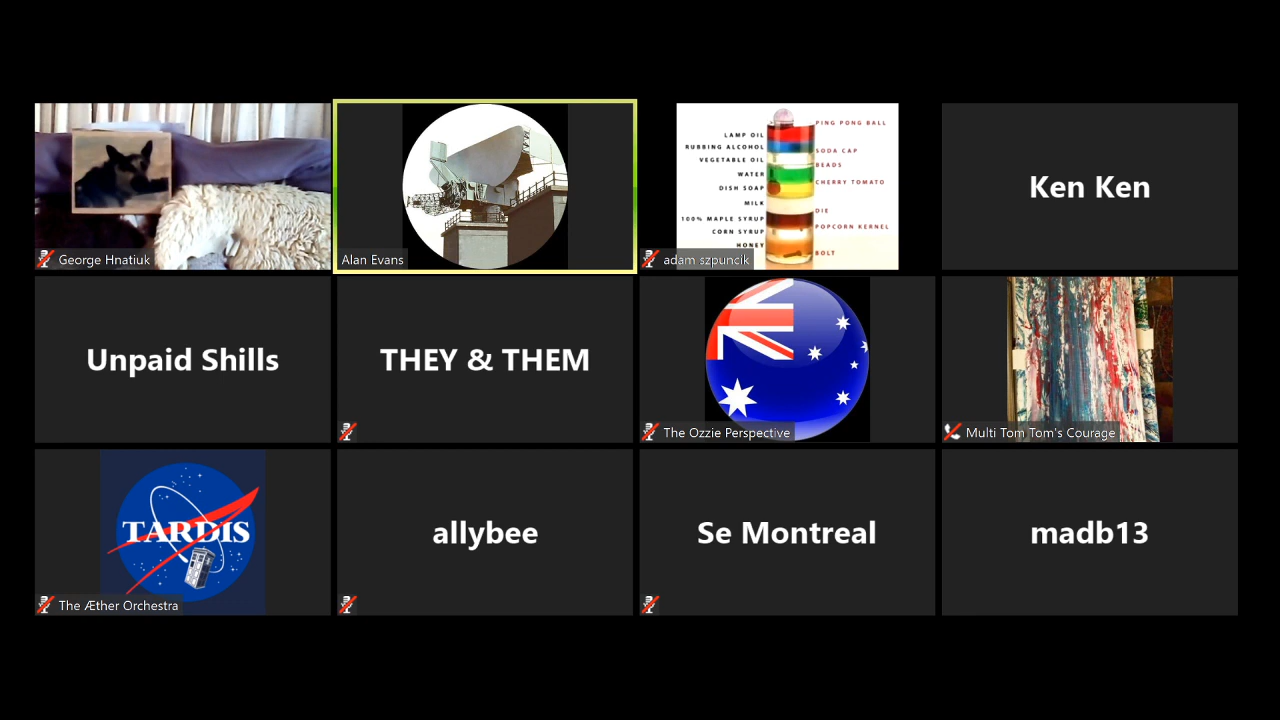 George Hnatiuk
Alan Evans
LAMP OIL
RUBBING ALCOHOL
VEGETABLE OIL
WATER
DISH SOAP
MILK
100% MAPLE SYRUP
CORN SYRUP
HONEY
PING PONG BALL
SODA CAP
BEADS
CHERRY TOMATO
DIE
POPCORN KERNEL
BOLT
adam szpuncik
Ken Ken
Unpaid Shills
THEY & THEM
The Ozzie Perspective
Multi Tom Tom's Courage
TARDIS
The Æther Orchestra
allybee
Se Montreal
madb13